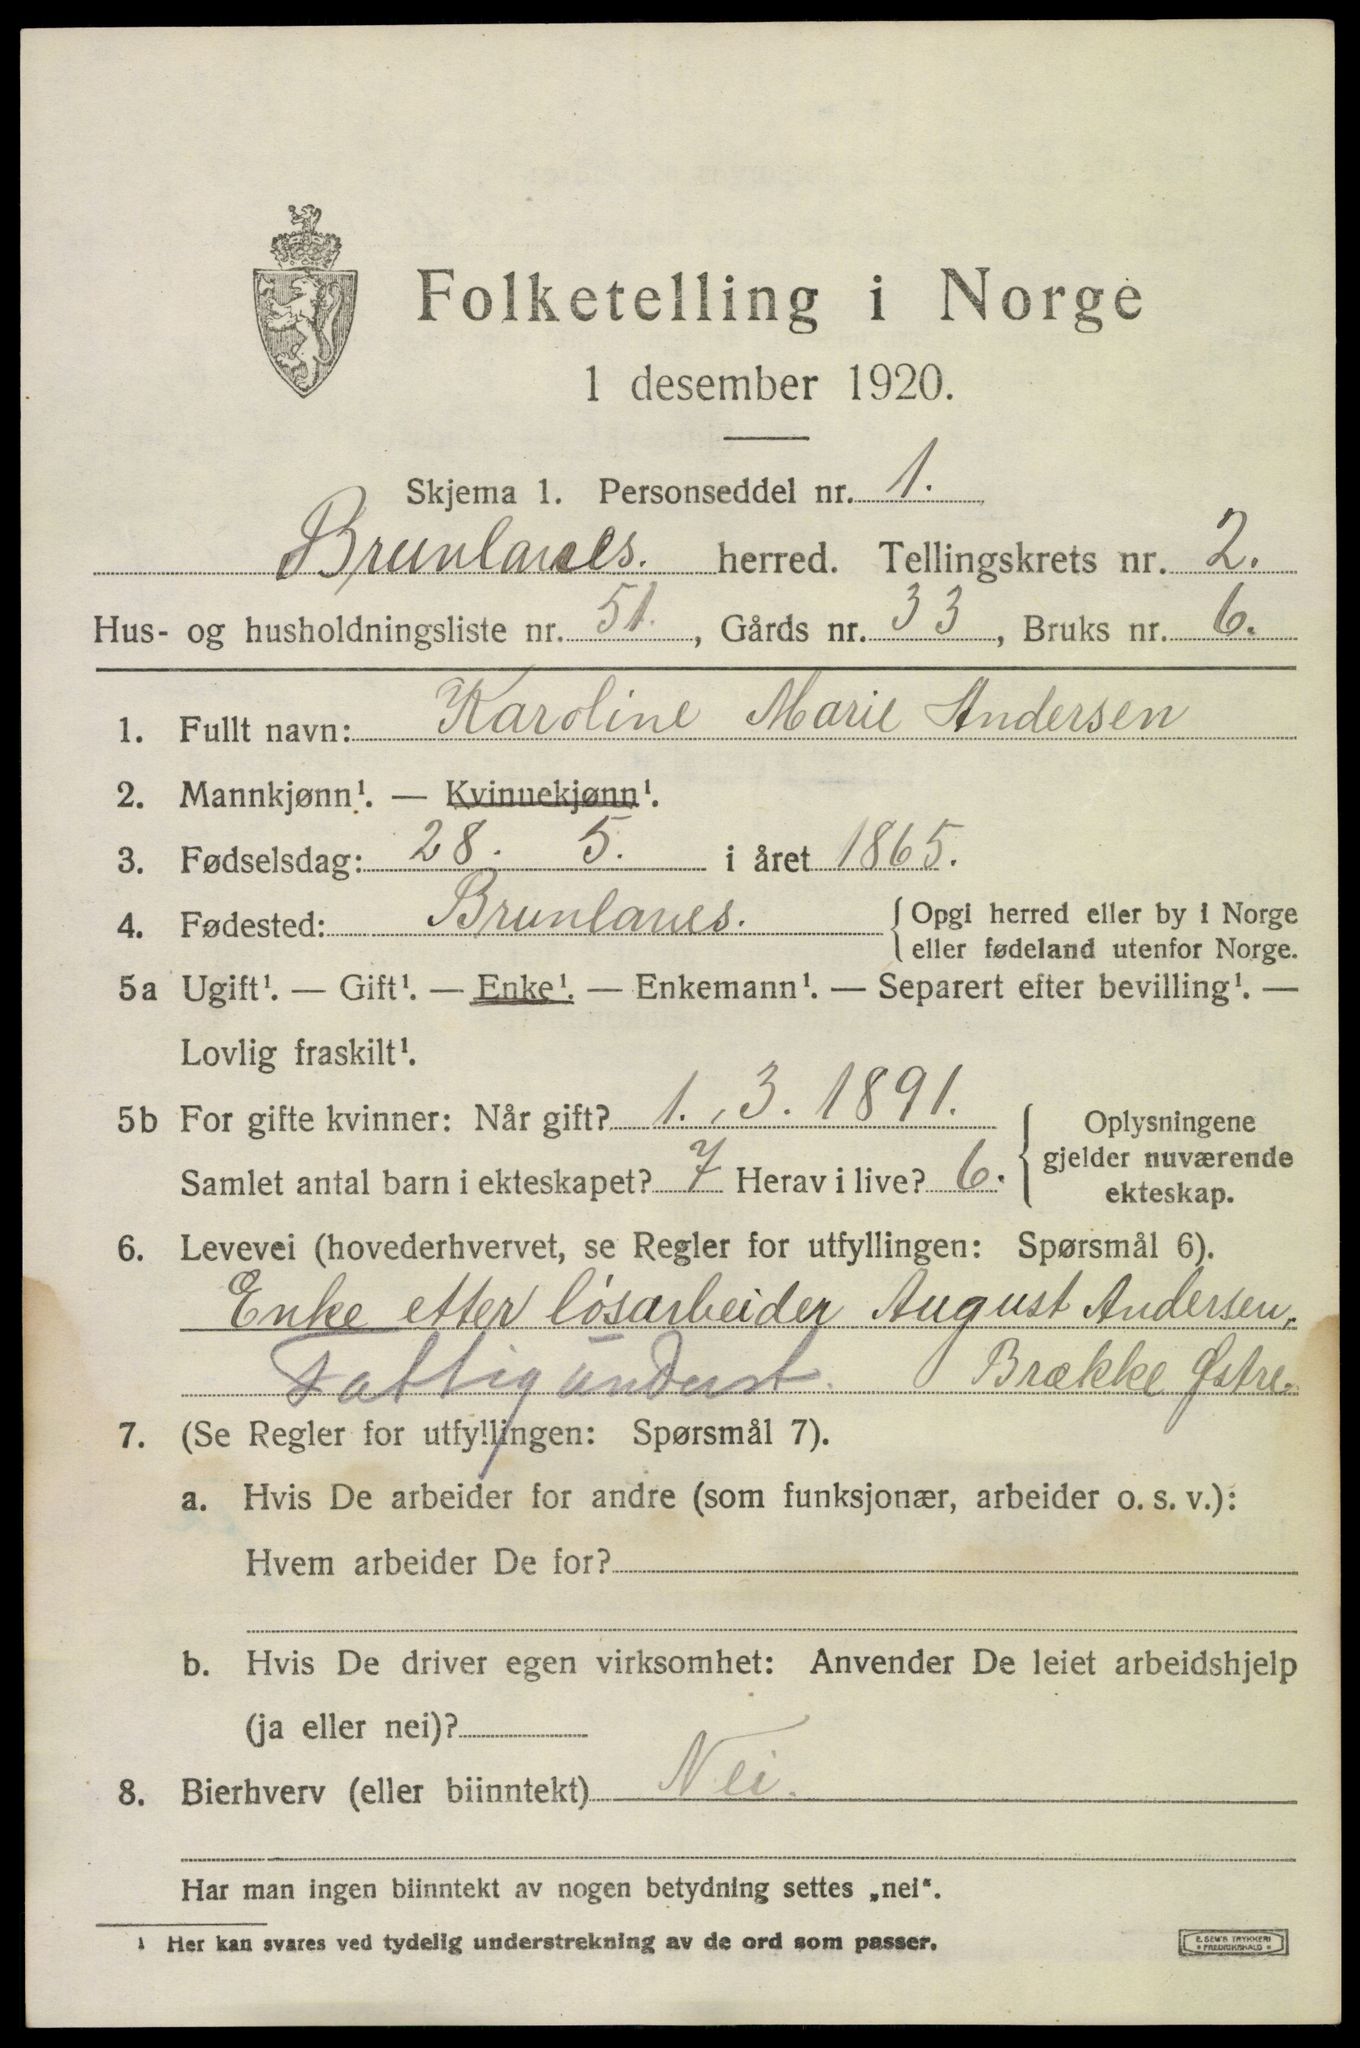 Folketelling i Norge
1 desember 1920.
Skjema 1. Personseddel nr. 1.
Brunlanes. herred. Tellingskrets nr. 2.
Hus- og husholdningsliste nr. 51., Gårds nr. 33, Bruks nr. 6.
1. Fullt navn: Karoline Marie Andersen
2. Mannkjønn¹. — Kvinnekjønn¹.
3. Fødselsdag: 28. 5. i året 1865.
4. Fødested: Brunlanes. { Opgi herred eller by i Norge
eller fødeland utenfor Norge.
5a Ugift¹. — Gift¹. — Enke¹. — Enkemann¹. — Separert efter bevilling¹. —
Lovlig fraskilt¹.
5b For gifte kvinner: Når gift? 1., 3. 1891.
Samlet antal barn i ekteskapet? 7 Herav i live? 6. { Oplysningene
gjelder nuværende
ekteskap.
6. Levevei (hovederhvervet, se Regler for utfyllingen: Spørsmål 6).
Enke etter løsarbeider August Andersen,
Fattigunderst. Brække Østre.
7. (Se Regler for utfyllingen: Spørsmål 7).
a. Hvis De arbeider for andre (som funksjonær, arbeider o. s. v.):
Hvem arbeider De for?
b. Hvis De driver egen virksomhet: Anvender De leiet arbeidshjelp
(ja eller nei)?
8. Bierhverv (eller biinntekt) Nei.
Har man ingen biinntekt av nogen betydning settes „nei“.
¹ Her kan svares ved tydelig understrekning av de ord som passer.
E. SEM'S TRYKKERI
FREDRIKSHALD